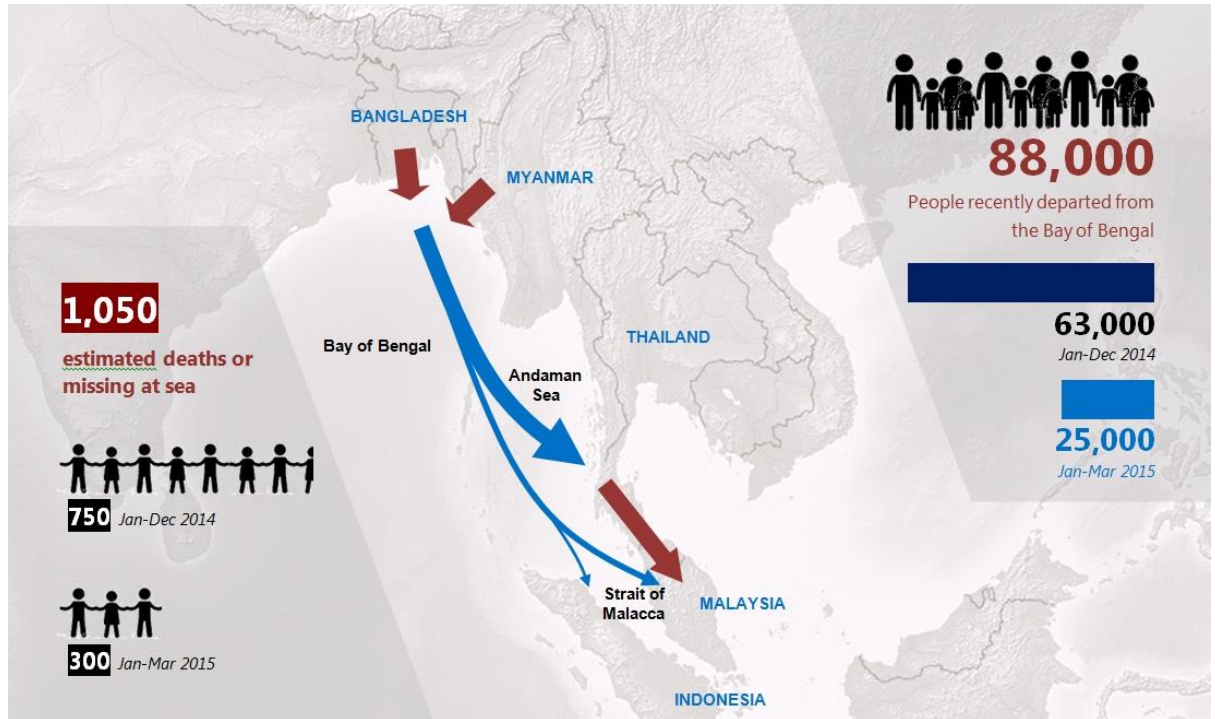 BANGLADESH
MYANMAR
88,000
People recently departed from
the Bay of Bengal
63,000
Jan-Dec 2014
25,000
Jan-Mar 2015
THAILAND
Bay of Bengal
Andaman
Sea
1,050
estimated deaths or
missing at sea
750 Jan-Dec 2014
300 Jan-Mar 2015
Strait of
Malacca
MALAYSIA
INDONESIA